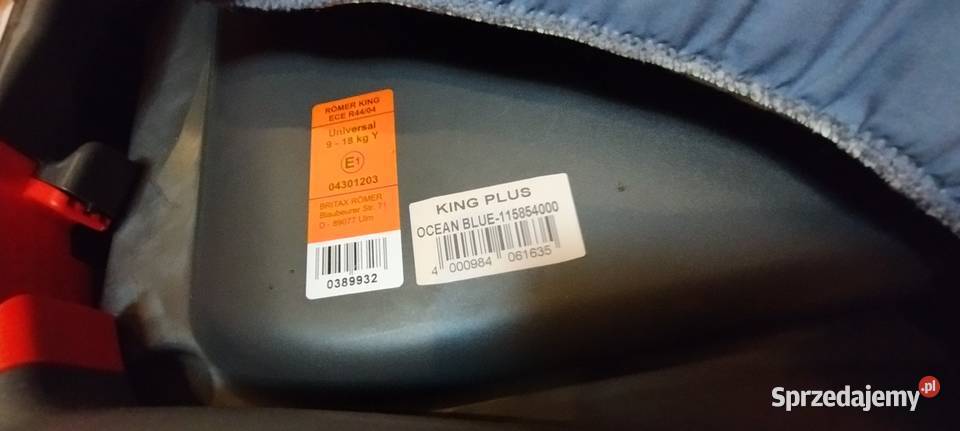 RÖMER KING
ECE R44/04
Universal
9 - 18 kg Y
E1
04301203
BRITAX RÖMER
Blaubeurer Str. 71
D - 89077 Ulm
0389932
KING PLUS
OCEAN BLUE-115854000
4 000984 061635
Sprzedajemy.pl